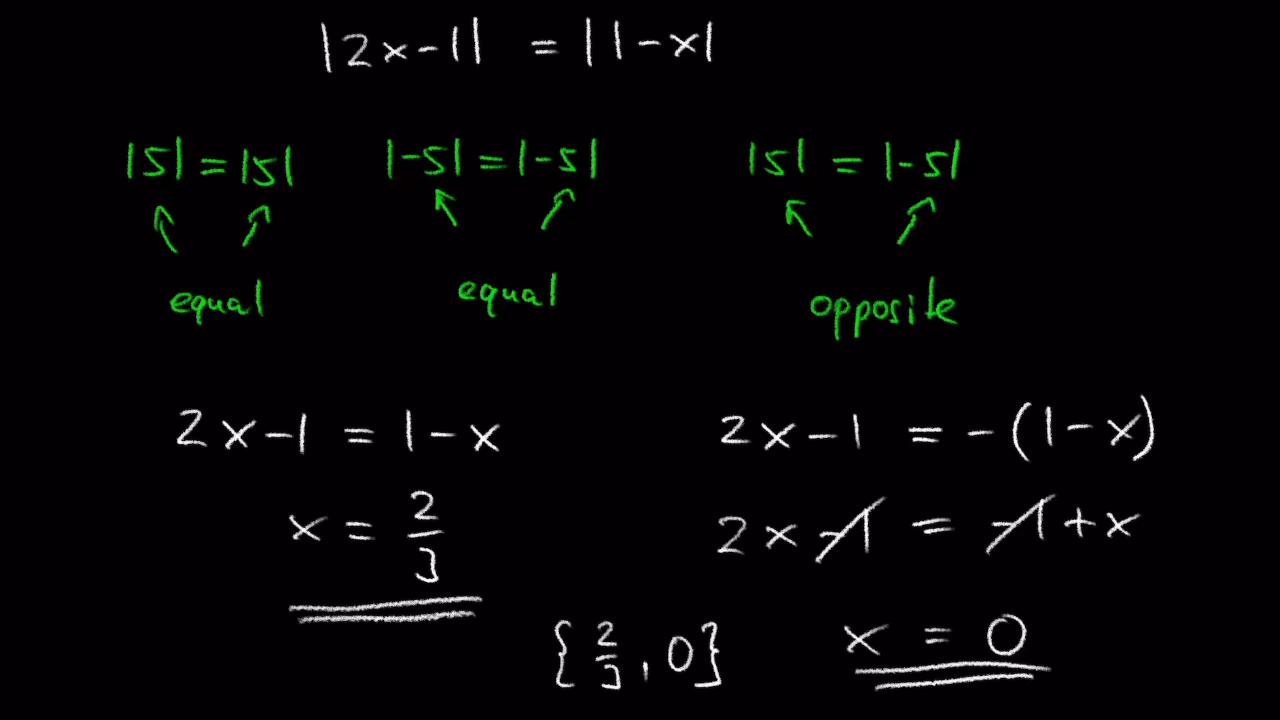 |2x-1| = |1-x|
|5| = |5| |-5| = |-5| |5| = |-5|
equal equal opposite
2x-1 = 1-x 2x-1 = -(1-x)
x = 2/3 2x-1 = -1+x
{2/3, 0} x = 0